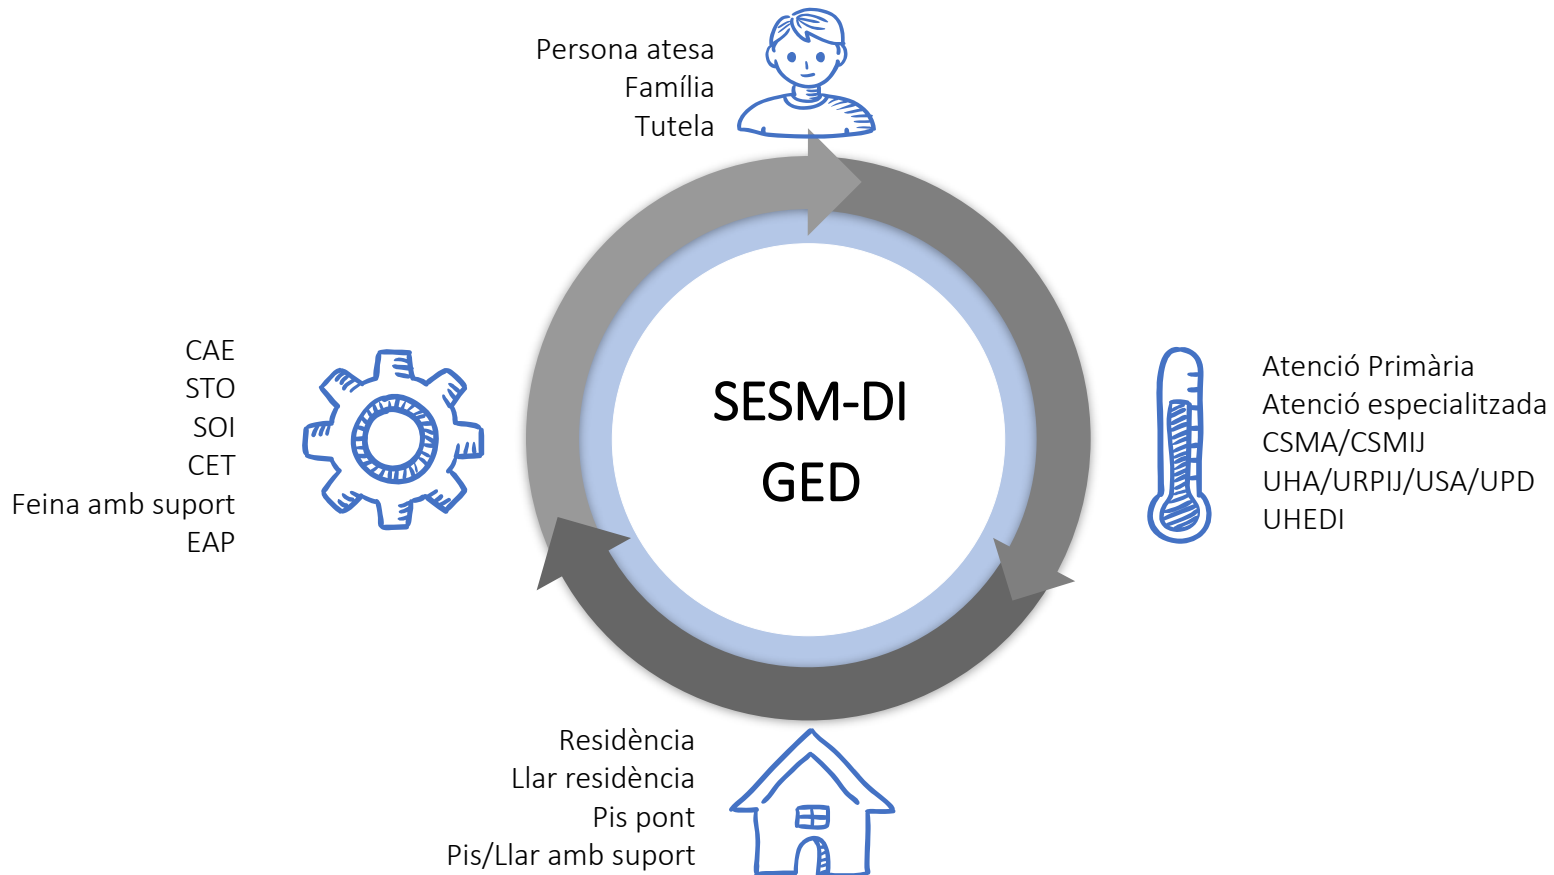 Persona atesa
Família
Tutela
CAE
STO
SOI
CET
Feina amb suport
EAP
SESM-DI
GED
Atenció Primària
Atenció especialitzada
CSMA/CSMIJ
UHA/URPIJ/USA/UPD
UHEDI
Residència
Llar residència
Pis pont
Pis/Llar amb suport